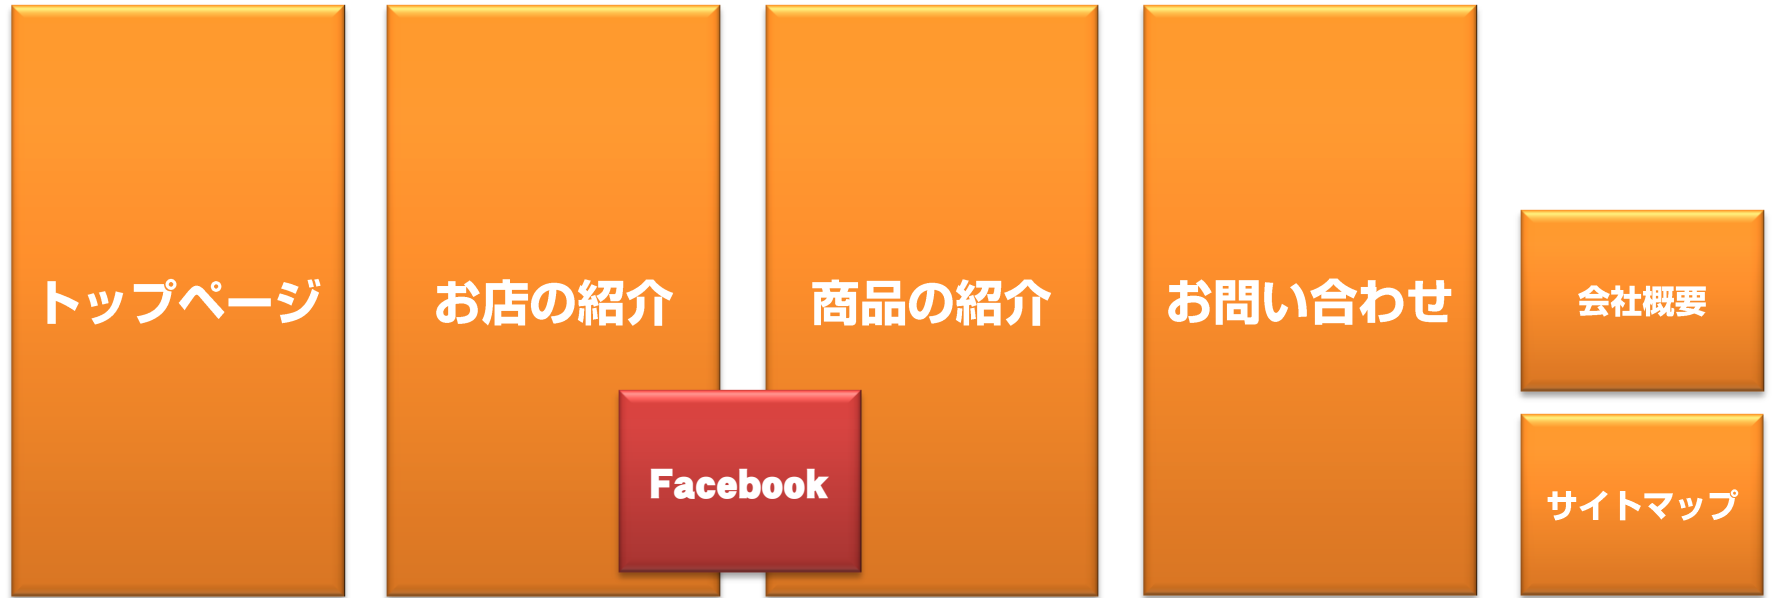 トップページ
お店の紹介
商品の紹介
お問い合わせ
会社概要
Facebook
サイトマップ